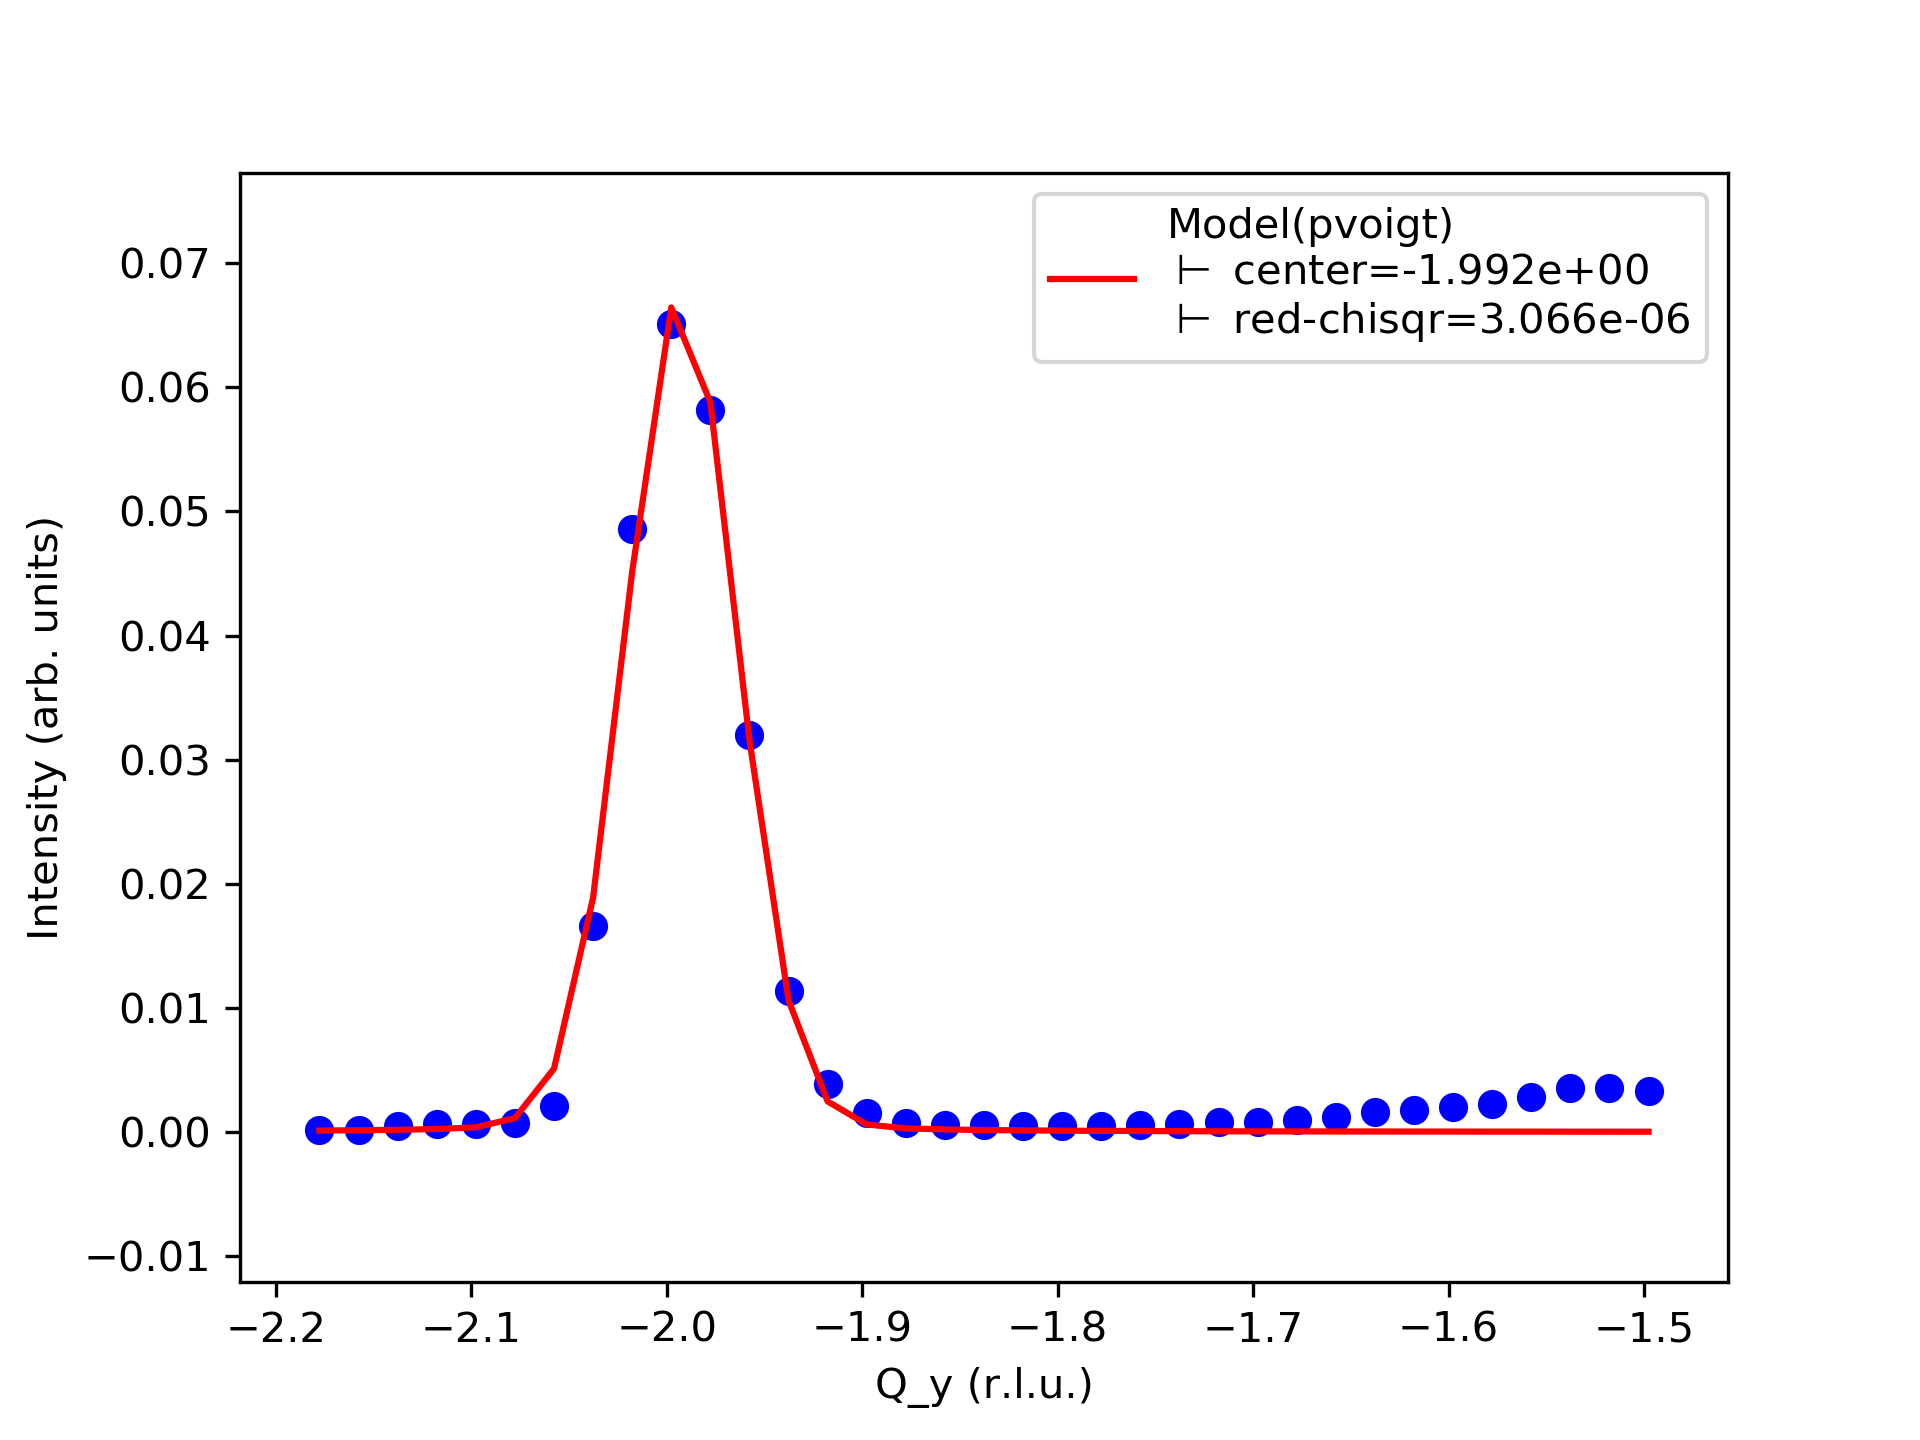 Model(pvoigt)
⊢ center=-1.992e+00
⊢ red-chisqr=3.066e-06
0.07
0.06
0.05
0.04
0.03
0.02
0.01
0.00
−0.01
Intensity (arb. units)
−2.2 −2.1 −2.0 −1.9 −1.8 −1.7 −1.6 −1.5
Q_y (r.l.u.)